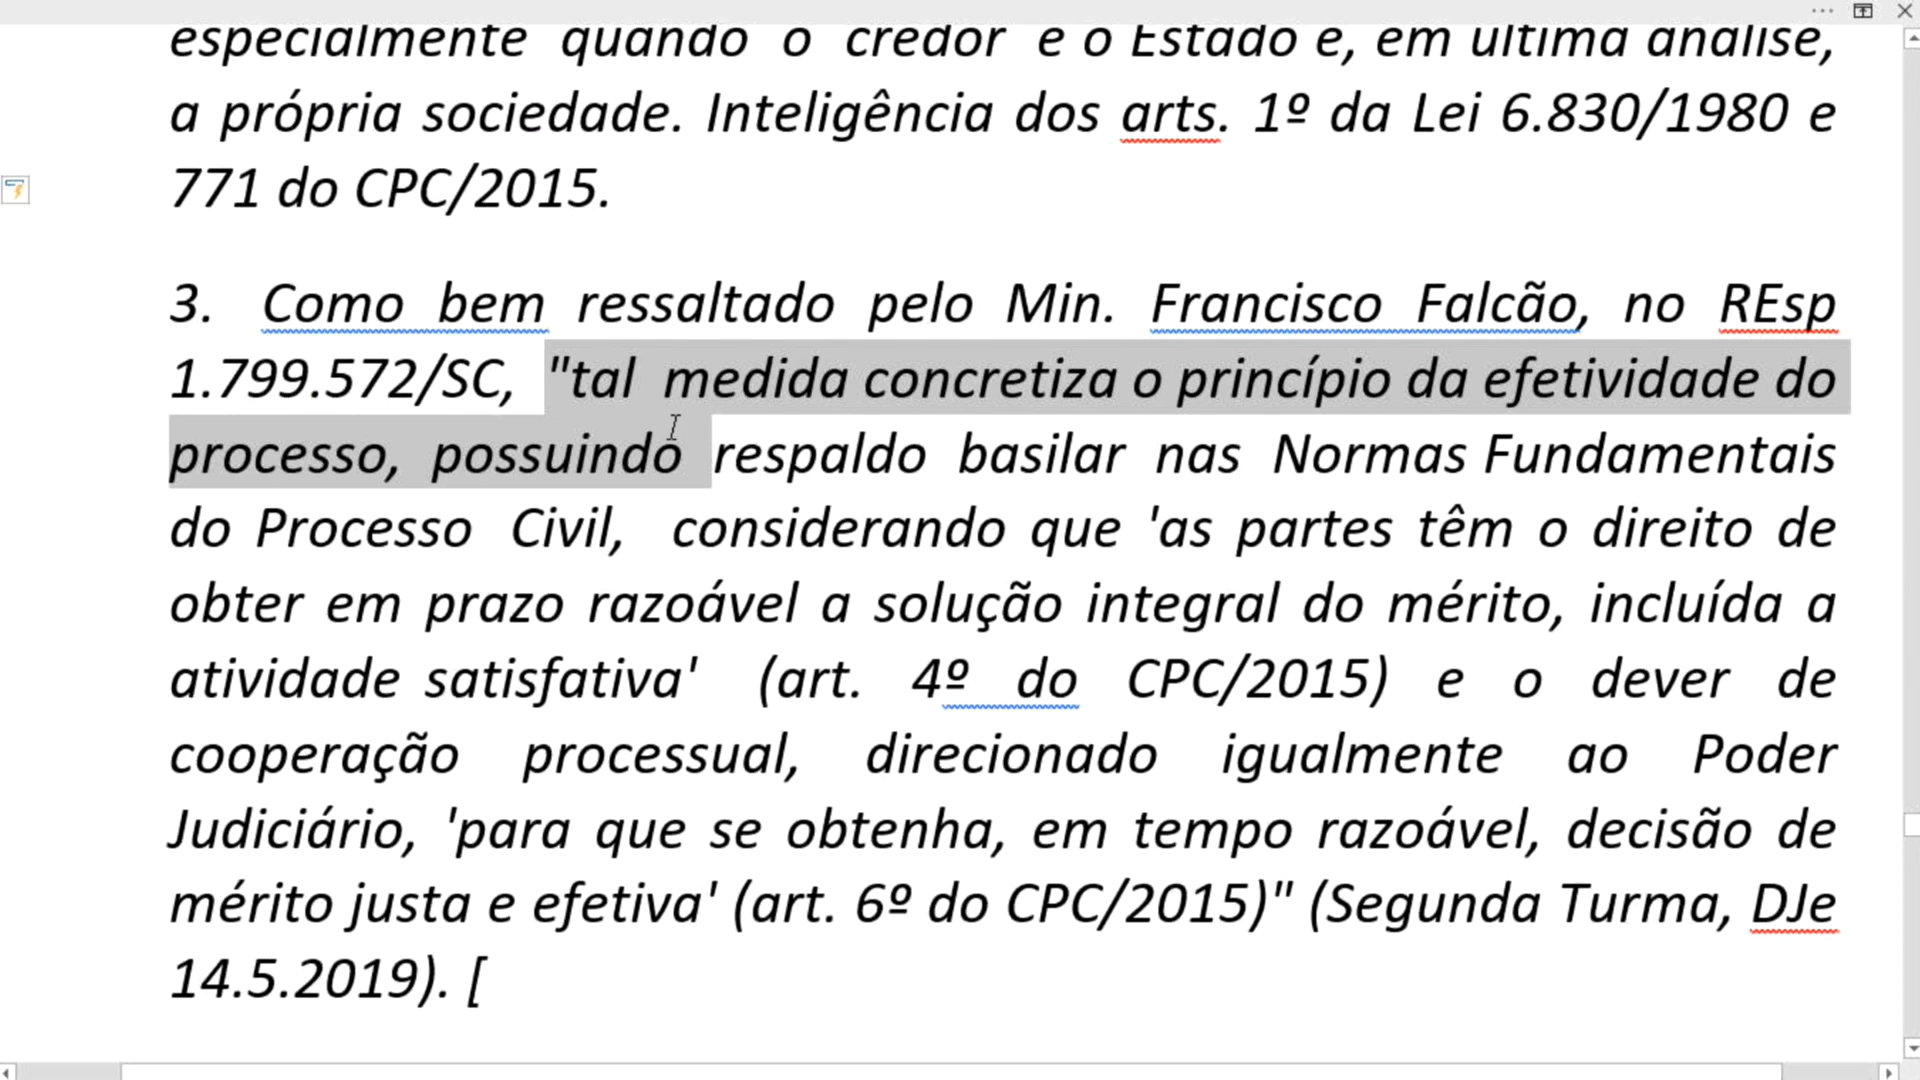 especialmente quando o credor é o Estado e, em última análise,
a própria sociedade. Inteligência dos arts. 1º da Lei 6.830/1980 e
771 do CPC/2015.
3. Como bem ressaltado pelo Min. Francisco Falcão, no REsp
1.799.572/SC, "tal medida concretiza o princípio da efetividade do
processo, possuindo respaldo basilar nas Normas Fundamentais
do Processo Civil, considerando que 'as partes têm o direito de
obter em prazo razoável a solução integral do mérito, incluída a
atividade satisfativa' (art. 4º do CPC/2015) e o dever de
cooperação processual, direcionado igualmente ao Poder
Judiciário, 'para que se obtenha, em tempo razoável, decisão de
mérito justa e efetiva' (art. 6º do CPC/2015)" (Segunda Turma, DJe
14.5.2019). [